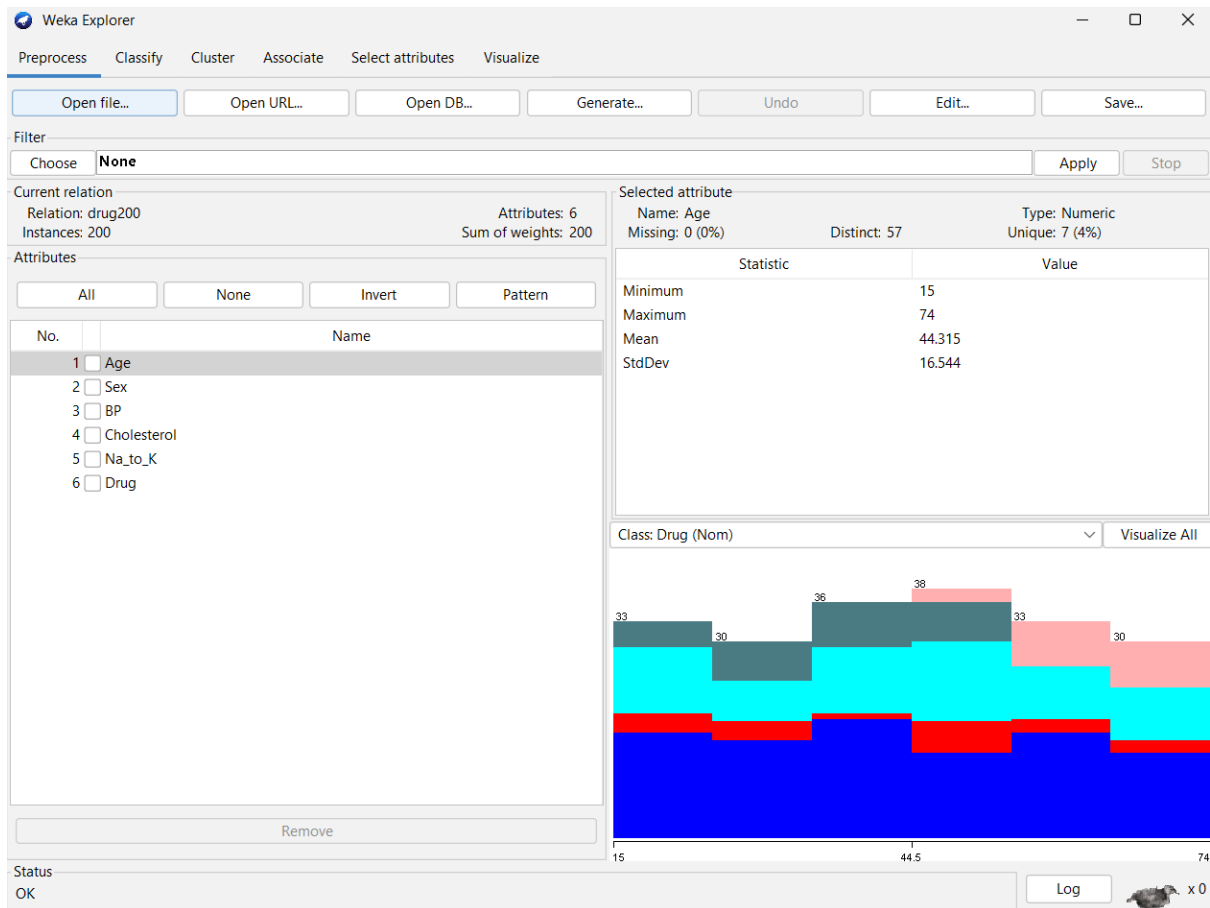 Weka Explorer
Preprocess Classify Cluster Associate Select attributes Visualize
Open file... Open URL... Open DB... Generate... Undo Edit... Save...
Filter
Choose None Apply Stop
Current relation
Relation: drug200 Attributes: 6
Instances: 200 Sum of weights: 200
Attributes
All None Invert Pattern
No. Name
1 Age
2 Sex
3 BP
4 Cholesterol
5 Na_to_K
6 Drug
Remove
Selected attribute
Name: Age Type: Numeric
Missing: 0 (0%) Distinct: 57 Unique: 7 (4%)
Statistic Value
Minimum 15
Maximum 74
Mean 44.315
StdDev 16.544
Class: Drug (Nom) Visualize All
33 30 36 38 33 30
15 44.5 74
Status
OK Log x 0